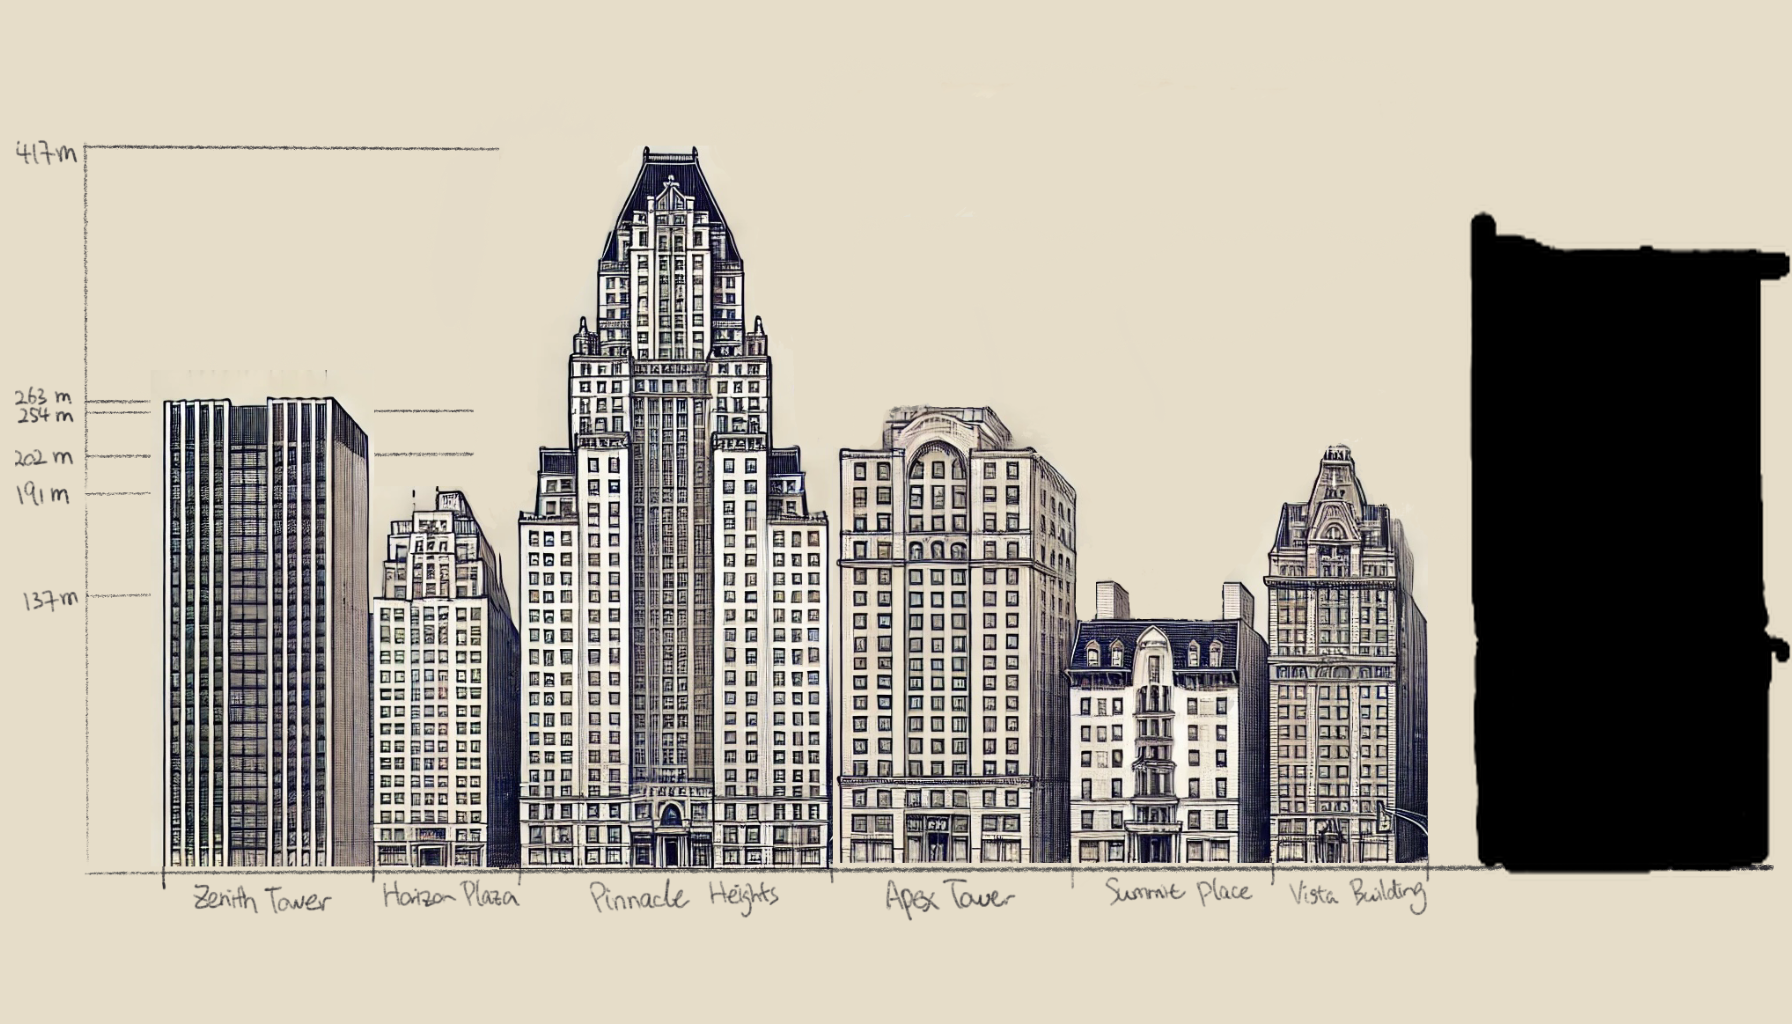 417m
263 m
254 m
202 m
191 m
137m
Zenith Tower
Horizon Plaza
Pinnacle Heights
Apex Tower
Summit Place
Vista Building